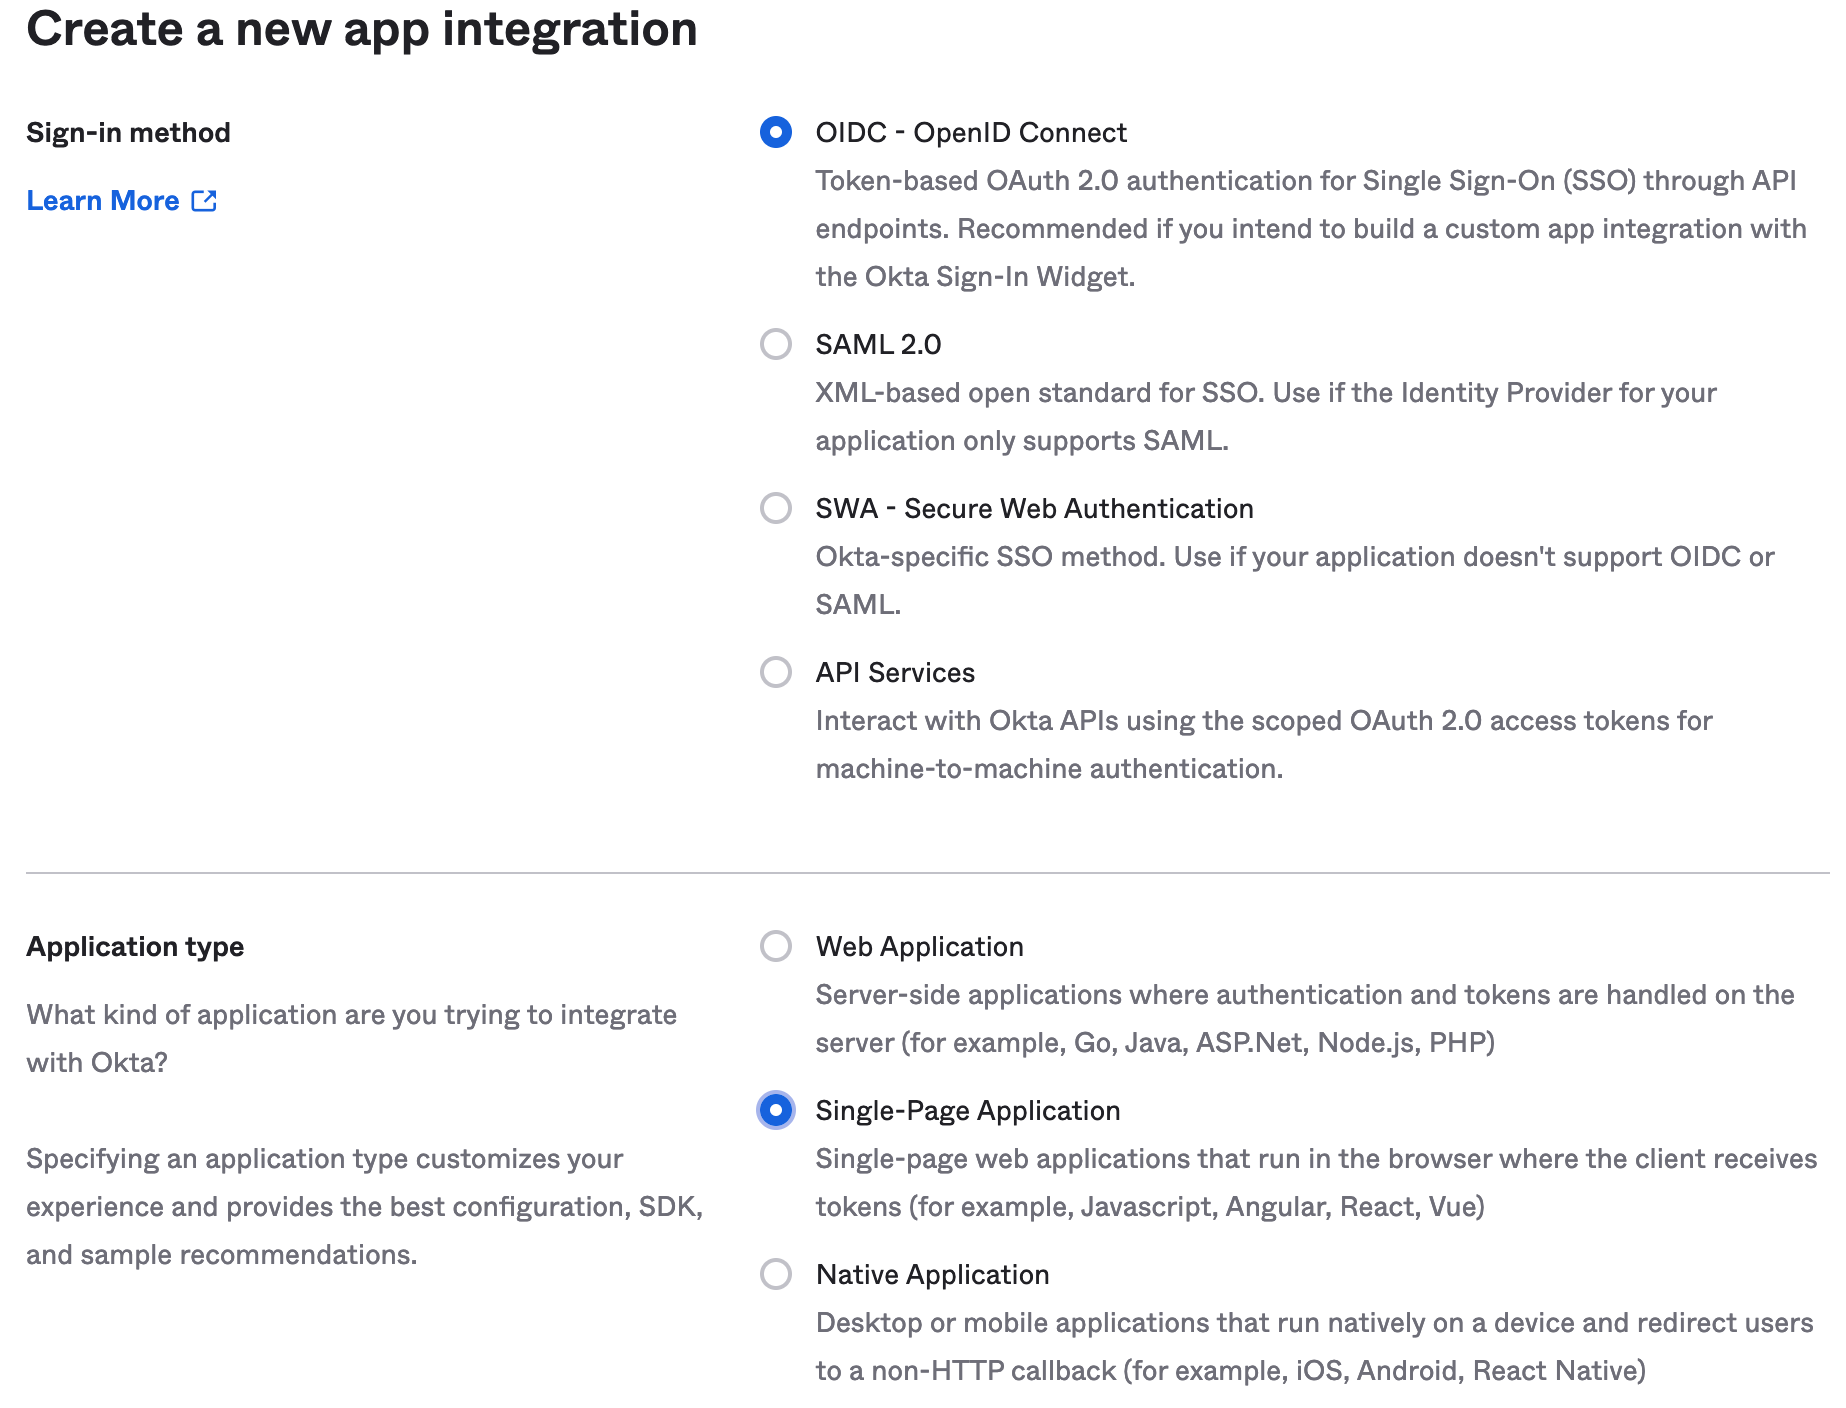 Create a new app integration
Sign-in method
Learn More
OIDC - OpenID Connect
Token-based OAuth 2.0 authentication for Single Sign-On (SSO) through API
endpoints. Recommended if you intend to build a custom app integration with
the Okta Sign-In Widget.
SAML 2.0
XML-based open standard for SSO. Use if the Identity Provider for your
application only supports SAML.
SWA - Secure Web Authentication
Okta-specific SSO method. Use if your application doesn't support OIDC or
SAML.
API Services
Interact with Okta APIs using the scoped OAuth 2.0 access tokens for
machine-to-machine authentication.
Application type
What kind of application are you trying to integrate
with Okta?
Specifying an application type customizes your
experience and provides the best configuration, SDK,
and sample recommendations.
Web Application
Server-side applications where authentication and tokens are handled on the
server (for example, Go, Java, ASP.Net, Node.js, PHP)
Single-Page Application
Single-page web applications that run in the browser where the client receives
tokens (for example, Javascript, Angular, React, Vue)
Native Application
Desktop or mobile applications that run natively on a device and redirect users
to a non-HTTP callback (for example, iOS, Android, React Native)